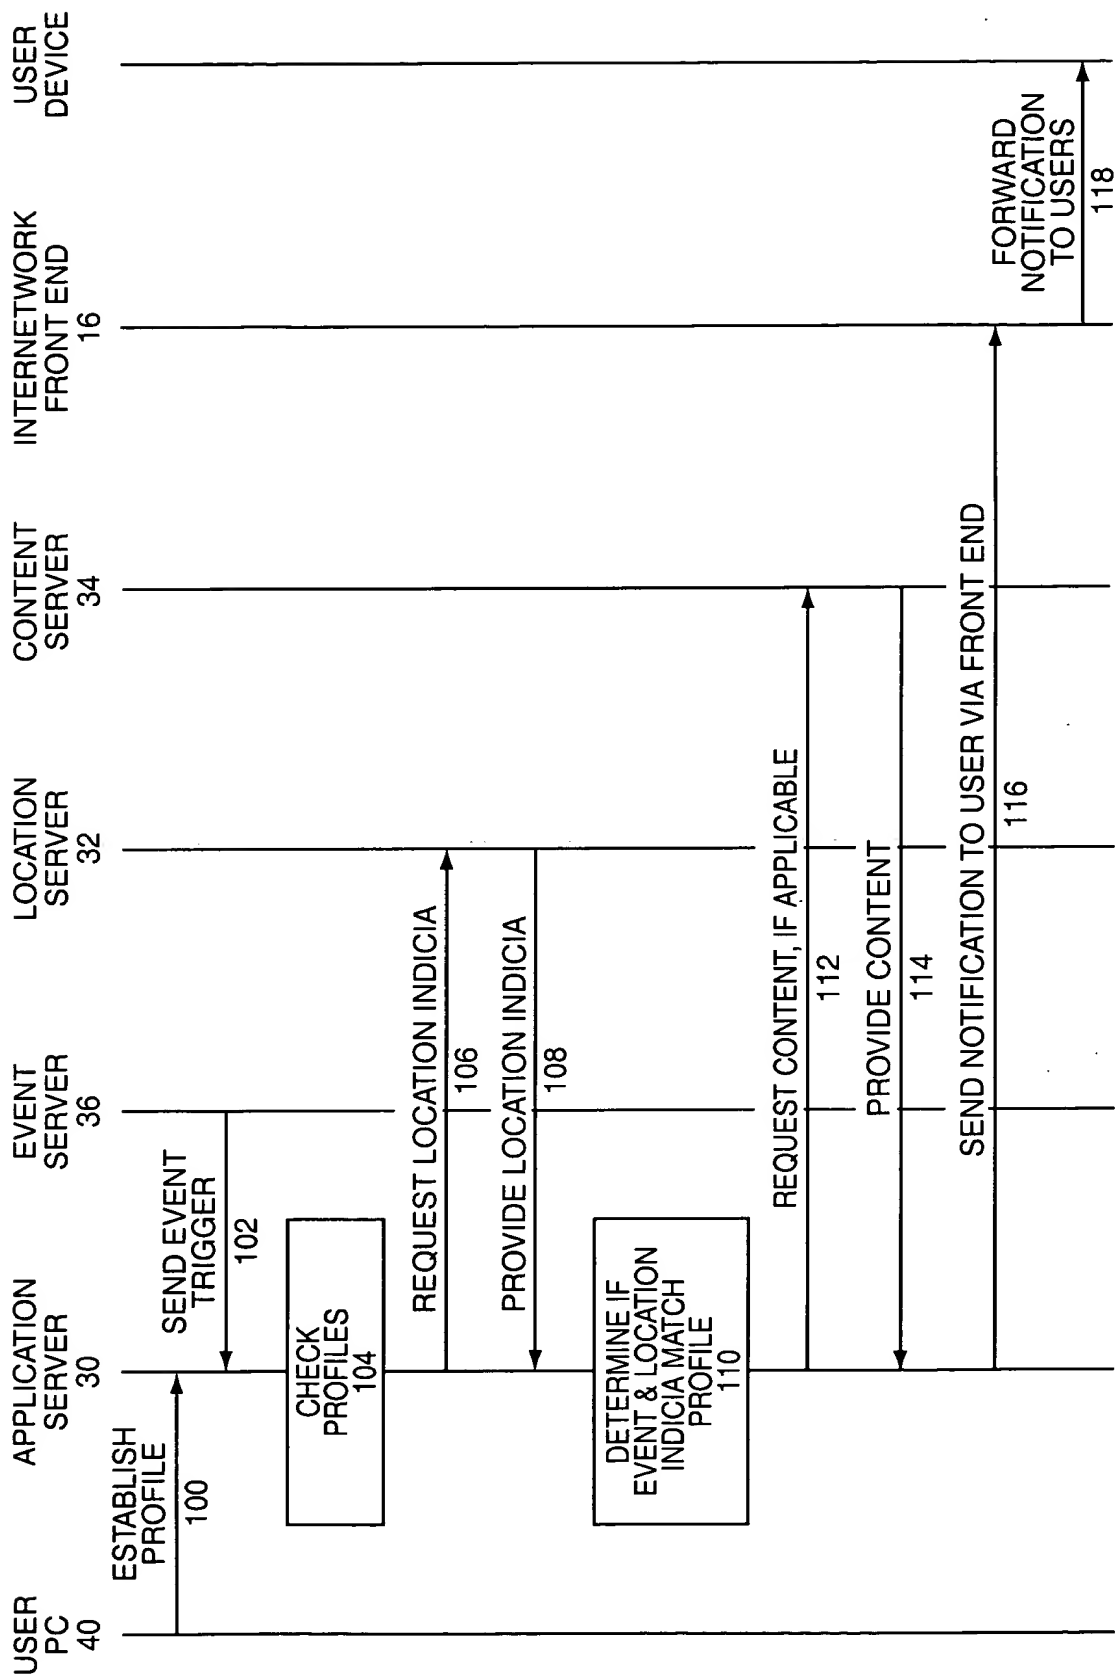 USER
PC
40
APPLICATION
SERVER
30
EVENT
SERVER
36
LOCATION
SERVER
32
CONTENT
SERVER
34
INTERNETWORK
FRONT END
16
USER
DEVICE
ESTABLISH
PROFILE
100
SEND EVENT
TRIGGER
102
CHECK
PROFILES
104
REQUEST LOCATION INDICIA
106
PROVIDE LOCATION INDICIA
108
DETERMINE IF
EVENT & LOCATION
INDICIA MATCH
PROFILE
110
REQUEST CONTENT, IF APPLICABLE
112
PROVIDE CONTENT
114
SEND NOTIFICATION TO USER VIA FRONT END
116
FORWARD
NOTIFICATION
TO USERS
118